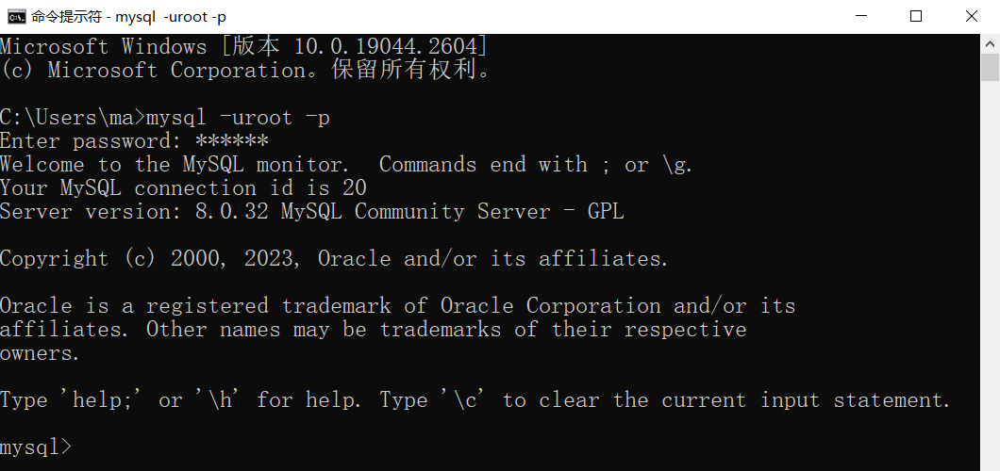 命令提示符 - mysql  -uroot -p
Microsoft Windows [版本 10.0.19044.2604]
(c) Microsoft Corporation。保留所有权利。
C:\Users\ma>mysql -uroot -p
Enter password: ******
Welcome to the MySQL monitor.  Commands end with ; or \g.
Your MySQL connection id is 20
Server version: 8.0.32 MySQL Community Server - GPL
Copyright (c) 2000, 2023, Oracle and/or its affiliates.
Oracle is a registered trademark of Oracle Corporation and/or its
affiliates. Other names may be trademarks of their respective
owners.
Type 'help;' or '\h' for help. Type '\c' to clear the current input statement.
mysql>